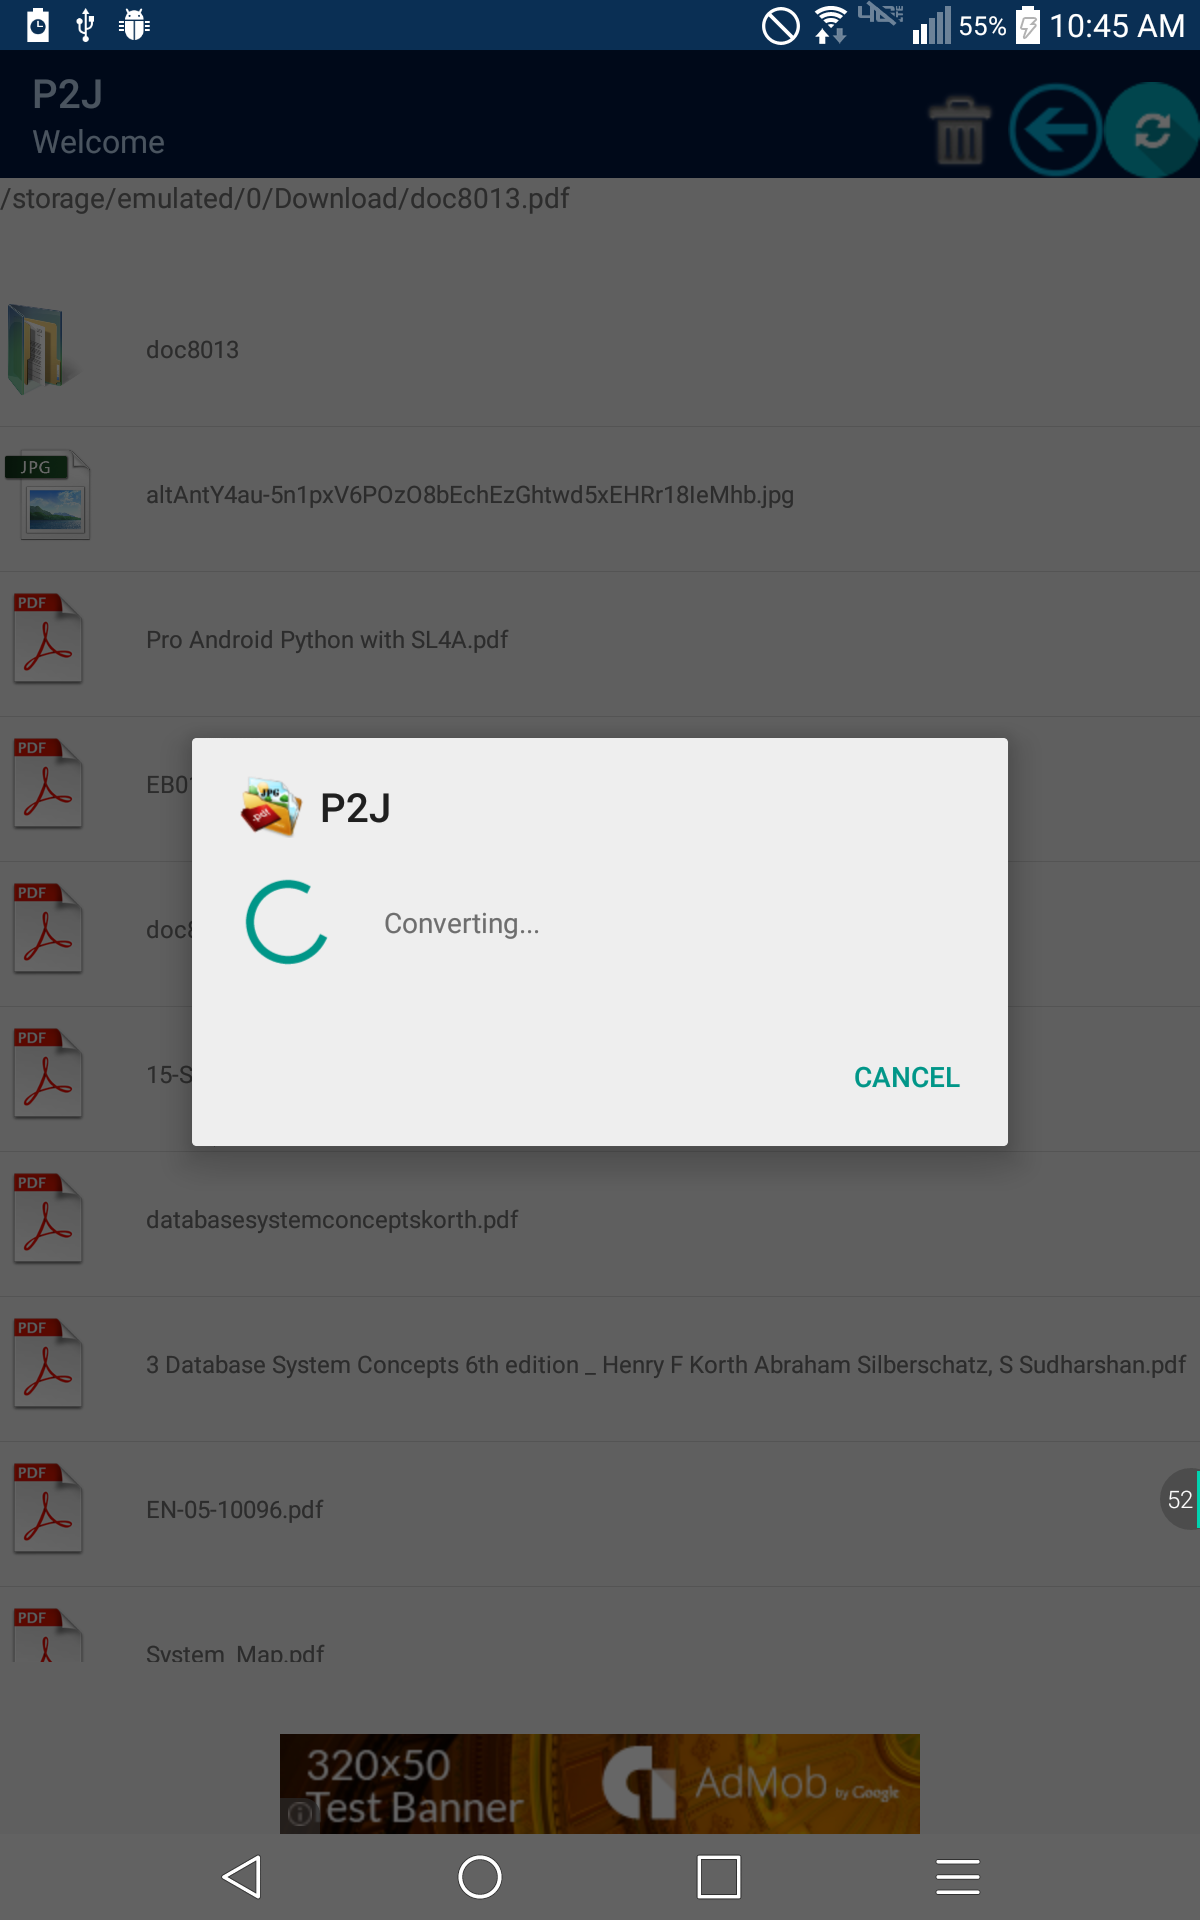 55% 10:45 AM
P2J
Welcome
/storage/emulated/0/Download/doc8013.pdf
doc8013
JPG
altAntY4au-5n1pxV6POzO8bEchEzGhtwd5xEHRr18IeMhb.jpg
PDF
Pro Android Python with SL4A.pdf
PDF
JPG
.pdf
P2J
Converting...
CANCEL
PDF
PDF
15-S
PDF
databasesystemconceptskorth.pdf
PDF
3 Database System Concepts 6th edition _ Henry F Korth Abraham Silberschatz, S Sudharshan.pdf
PDF
EN-05-10096.pdf
52
PDF
System_Map.pdf
320x50
Test Banner
AdMob by Google